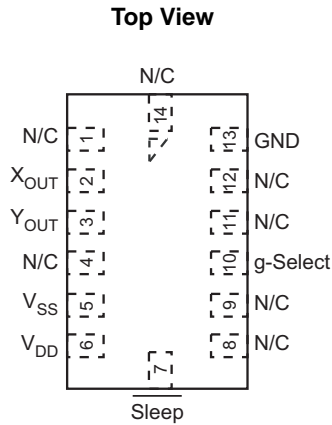 Top View
N/C
14
N/C 1 13 GND
XOUT 2 12 N/C
YOUT 3 11 N/C
N/C 4 10 g-Select
VSS 5 9 N/C
VDD 6 8 N/C
7
Sleep